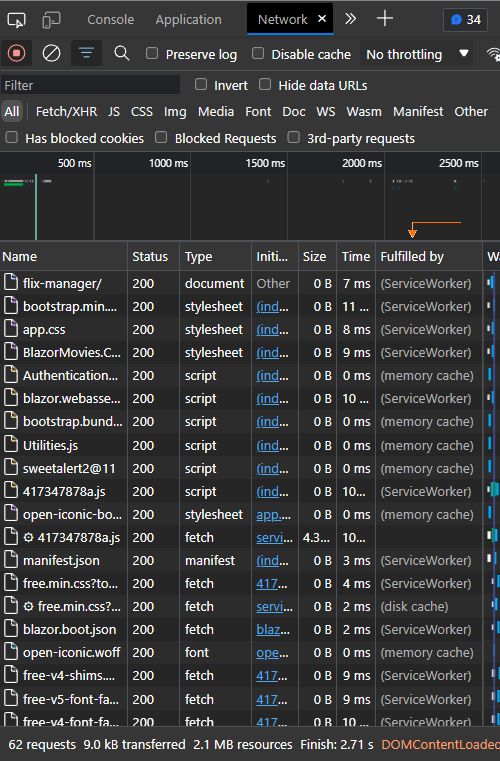 Console Application Network × » + 34
Preserve log Disable cache No throttling
Filter Invert Hide data URLs
All Fetch/XHR JS CSS Img Media Font Doc WS Wasm Manifest Other
Has blocked cookies Blocked Requests 3rd-party requests
500 ms 1000 ms 1500 ms 2000 ms 2500 ms
Name Status Type Initi... Size Time Fulfilled by Wa
flix-manager/ 200 document Other 0 B 7 ms (ServiceWorker)
bootstrap.min.... 200 stylesheet (ind... 0 B 11 ... (ServiceWorker)
app.css 200 stylesheet (ind... 0 B 8 ms (ServiceWorker)
BlazorMovies.C... 200 stylesheet (ind... 0 B 9 ms (ServiceWorker)
Authentication... 200 script (ind... 0 B 0 ms (memory cache)
blazor.webasse... 200 script (ind... 0 B 10 ... (ServiceWorker)
bootstrap.bund... 200 script (ind... 0 B 0 ms (memory cache)
Utilities.js 200 script (ind... 0 B 0 ms (memory cache)
sweetalert2@11 200 script (ind... 0 B 0 ms (memory cache)
417347878a.js 200 script (ind... 0 B 10... (ServiceWorker)
open-iconic-bo... 200 stylesheet app.... 0 B 0 ms (memory cache)
417347878a.js 200 fetch servi... 4.3... 10...
manifest.json 200 manifest (ind... 0 B 3 ms (ServiceWorker)
free.min.css?to... 200 fetch 417... 0 B 4 ms (ServiceWorker)
free.min.css?... 200 fetch servi... 0 B 2 ms (disk cache)
blazor.boot.json 200 fetch blaz... 0 B 2 ms (ServiceWorker)
open-iconic.woff 200 font ope... 0 B 0 ms (memory cache)
free-v4-shims.... 200 fetch 417... 0 B 9 ms (ServiceWorker)
free-v5-font-fa... 200 fetch 417... 0 B 9 ms (ServiceWorker)
free-v4-font-fa... 200 fetch 417... 0 B 10 ... (ServiceWorker)
62 requests 9.0 kB transferred 2.1 MB resources Finish: 2.71 s DOMContentLoaded